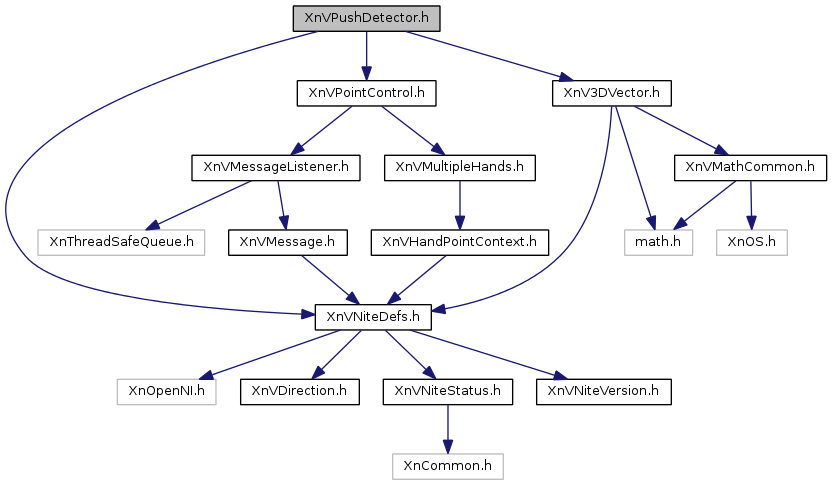 XnVPushDetector.h
XnVPointControl.h
XnV3DVector.h
XnVMessageListener.h
XnVMultipleHands.h
XnVMathCommon.h
XnThreadSafeQueue.h
XnVMessage.h
XnVHandPointContext.h
math.h
XnOS.h
XnVNiteDefs.h
XnOpenNI.h
XnVDirection.h
XnVNiteStatus.h
XnVNiteVersion.h
XnCommon.h